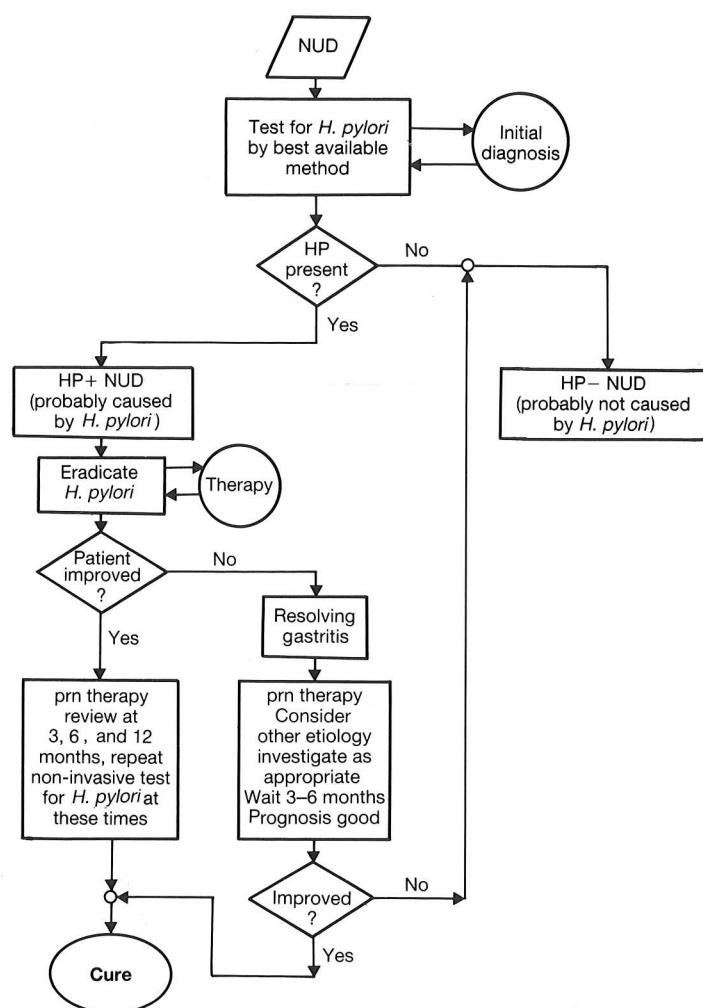 NUD
Test for H. pylori
by best available
method
Initial
diagnosis
HP
present
?
No
Yes
HP+ NUD
(probably caused
by H. pylori)
HP− NUD
(probably not caused
by H. pylori)
Eradicate
H. pylori
Therapy
Patient
improved
?
No
Yes
Resolving
gastritis
prn therapy
review at
3, 6, and 12
months, repeat
non-invasive test
for H. pylori at
these times
prn therapy
Consider
other etiology
investigate as
appropriate
Wait 3–6 months
Prognosis good
Improved
?
No
Yes
Cure